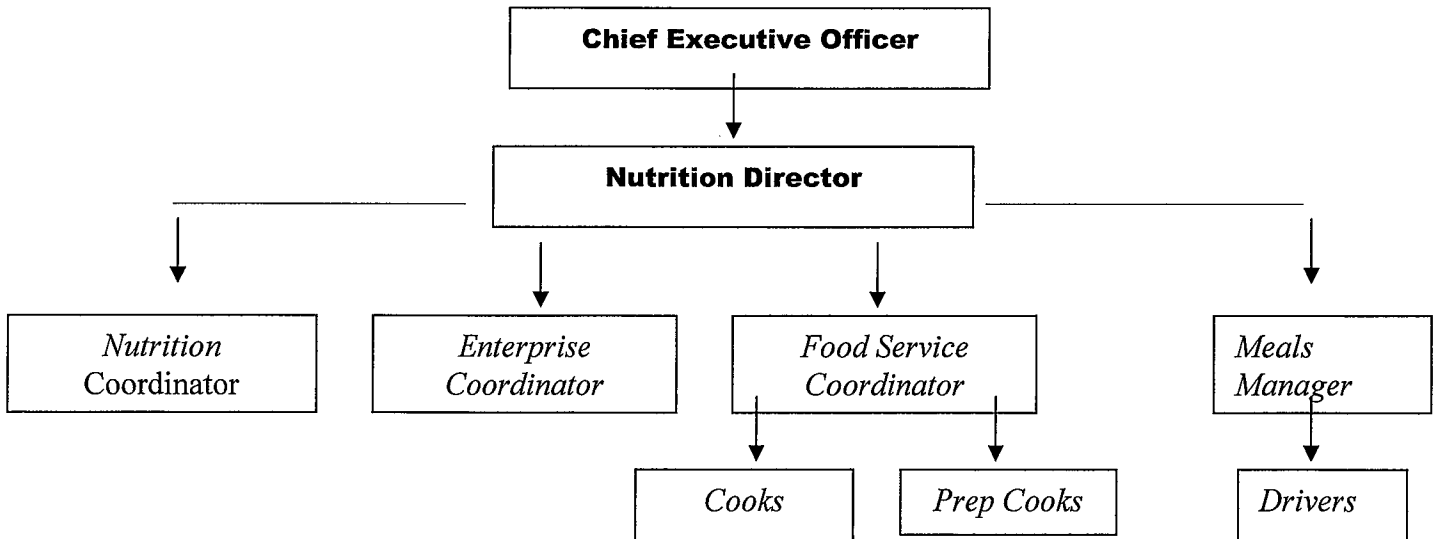 Chief Executive Officer
Nutrition Director
Nutrition
Coordinator
Enterprise
Coordinator
Food Service
Coordinator
Meals
Manager
Cooks
Prep Cooks
Drivers